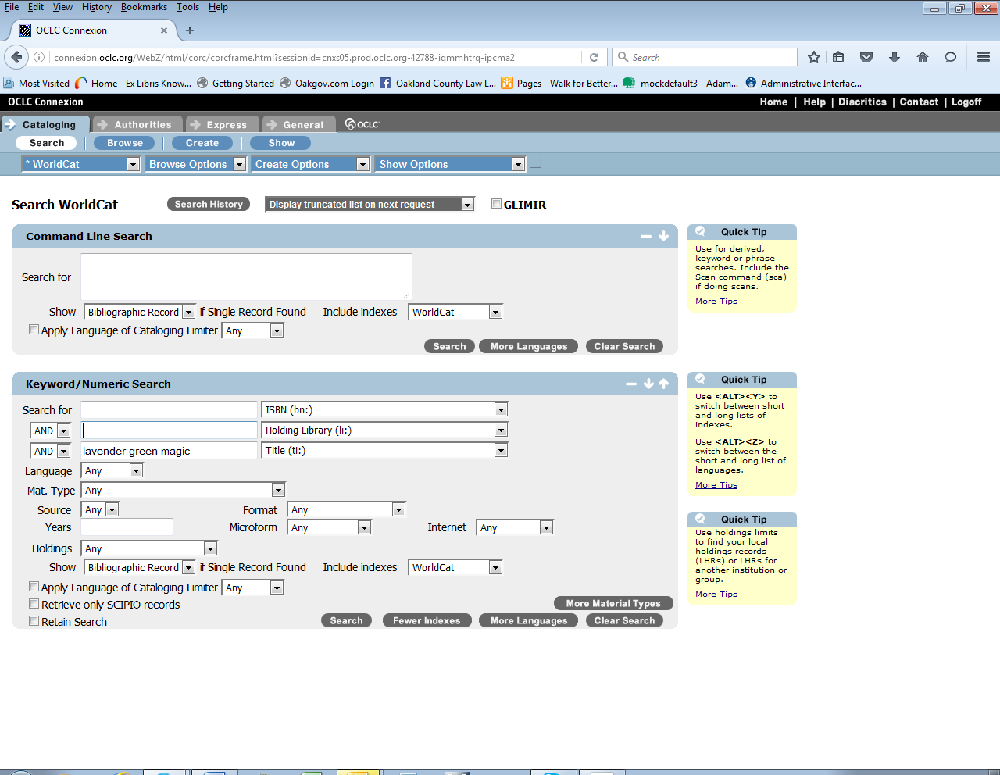 File Edit View History Bookmarks Tools Help
OCLC Connexion
connexion.oclc.org/WebZ/html/corc/corcframe.html?sessionid=cnxs05.prod.oclc.org-42788-iqmmhtrq-ipcma2
Search
Most Visited Home - Ex Libris Know... Getting Started Oakgov.com Login Oakland County Law L... Pages - Walk for Better... mockdefault3 - Adam... Administrative Interfac...
OCLC Connexion
Home | Help | Diacritics | Contact | Logoff
Cataloging Authorities Express General OCLC
Search Browse Create Show
* WorldCat Browse Options Create Options Show Options
Search WorldCat Search History Display truncated list on next request GLIMIR
Command Line Search
Search for
Show Bibliographic Record if Single Record Found Include indexes WorldCat
Apply Language of Cataloging Limiter Any
Search More Languages Clear Search
Quick Tip
Use for derived,
keyword or phrase
searches. Include the
Scan command (sca)
if doing scans.
More Tips
Keyword/Numeric Search
Search for ISBN (bn:)
AND Holding Library (li:)
AND lavender green magic Title (ti:)
Language Any
Mat. Type Any
Source Any Format Any
Years Microform Any Internet Any
Holdings Any
Show Bibliographic Record if Single Record Found Include indexes WorldCat
Apply Language of Cataloging Limiter Any
Retrieve only SCIPIO records
More Material Types
Retain Search
Search Fewer Indexes More Languages Clear Search
Quick Tip
Use <ALT><Y> to
switch between short
and long lists of
indexes.
Use <ALT><Z> to
switch between the
short and long list of
languages.
More Tips
Quick Tip
Use holdings limits
to find your local
holdings records
(LHRs) or LHRs for
another institution or
group.
More Tips